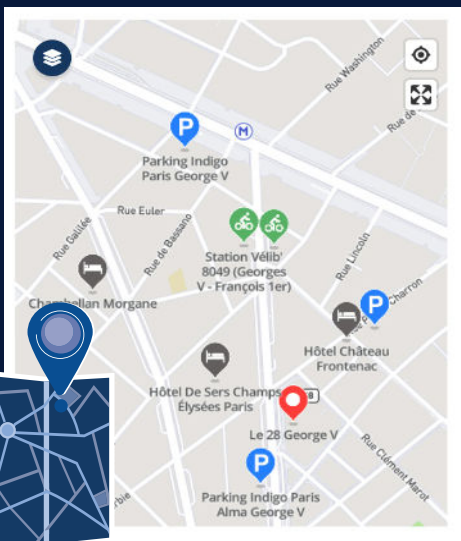 Rue Washington
Rue de
P
M
Parking Indigo
Paris George V
Rue Euler
Rue Galilée
Rue de Bassano
Station Vélib'
8049 (Georges
V - François 1er)
Rue Lincoln
Chambellan Morgane
P
Charron
Hôtel Château
Frontenac
Hôtel De Sers Champs
Élysées Paris
8
Le 28 George V
Rue Clément Marot
P
Parking Indigo Paris
Alma George V